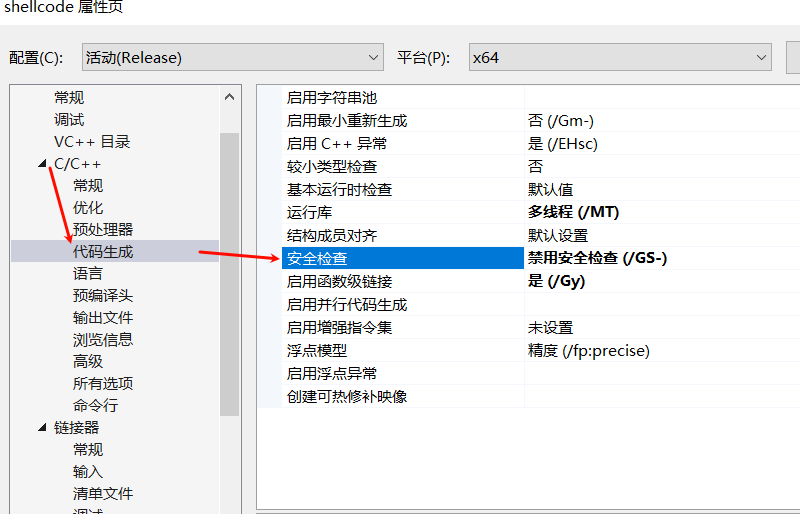 shellcode 属性页
配置(C): 活动(Release) 平台(P): x64
常规
调试
VC++ 目录
C/C++
常规
优化
预处理器
代码生成
语言
预编译头
输出文件
浏览信息
高级
所有选项
命令行
链接器
常规
输入
清单文件
调试
启用字符串池
启用最小重新生成 否 (/Gm-)
启用 C++ 异常 是 (/EHsc)
较小类型检查 否
基本运行时检查 默认值
运行库 多线程 (/MT)
结构成员对齐 默认设置
安全检查 禁用安全检查 (/GS-)
启用函数级链接 是 (/Gy)
启用并行代码生成
启用增强指令集 未设置
浮点模型 精度 (/fp:precise)
启用浮点异常
创建可热修补映像